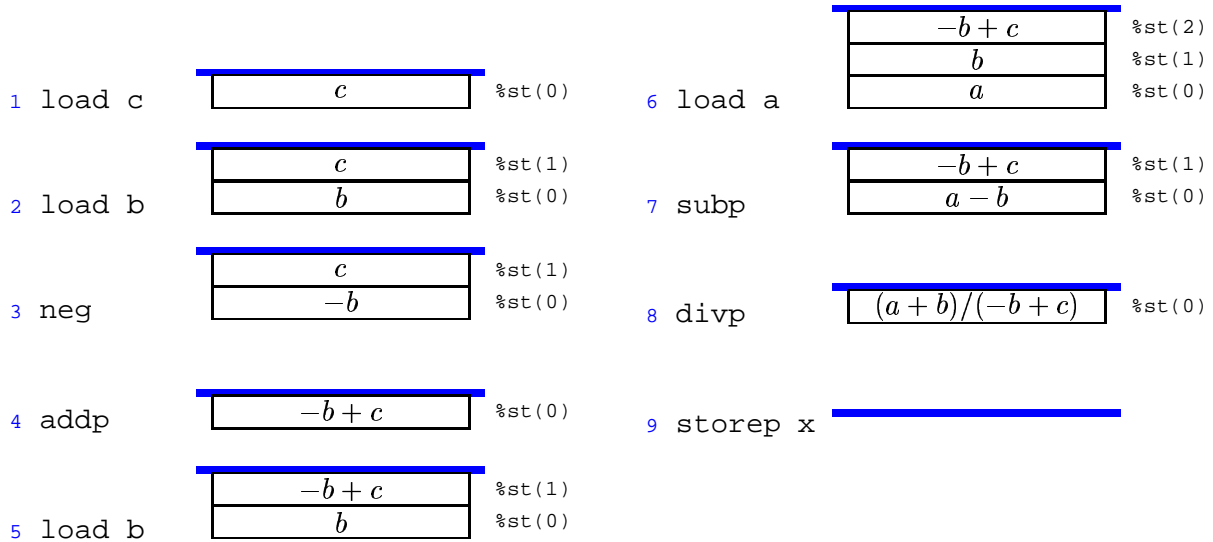 1 load c
c %st(0)
2 load b
c %st(1)
b %st(0)
3 neg
c %st(1)
−b %st(0)
4 addp
−b + c %st(0)
5 load b
−b + c %st(1)
b %st(0)
6 load a
−b + c %st(2)
b %st(1)
a %st(0)
7 subp
−b + c %st(1)
a − b %st(0)
8 divp
(a + b)/(−b + c) %st(0)
9 storep x